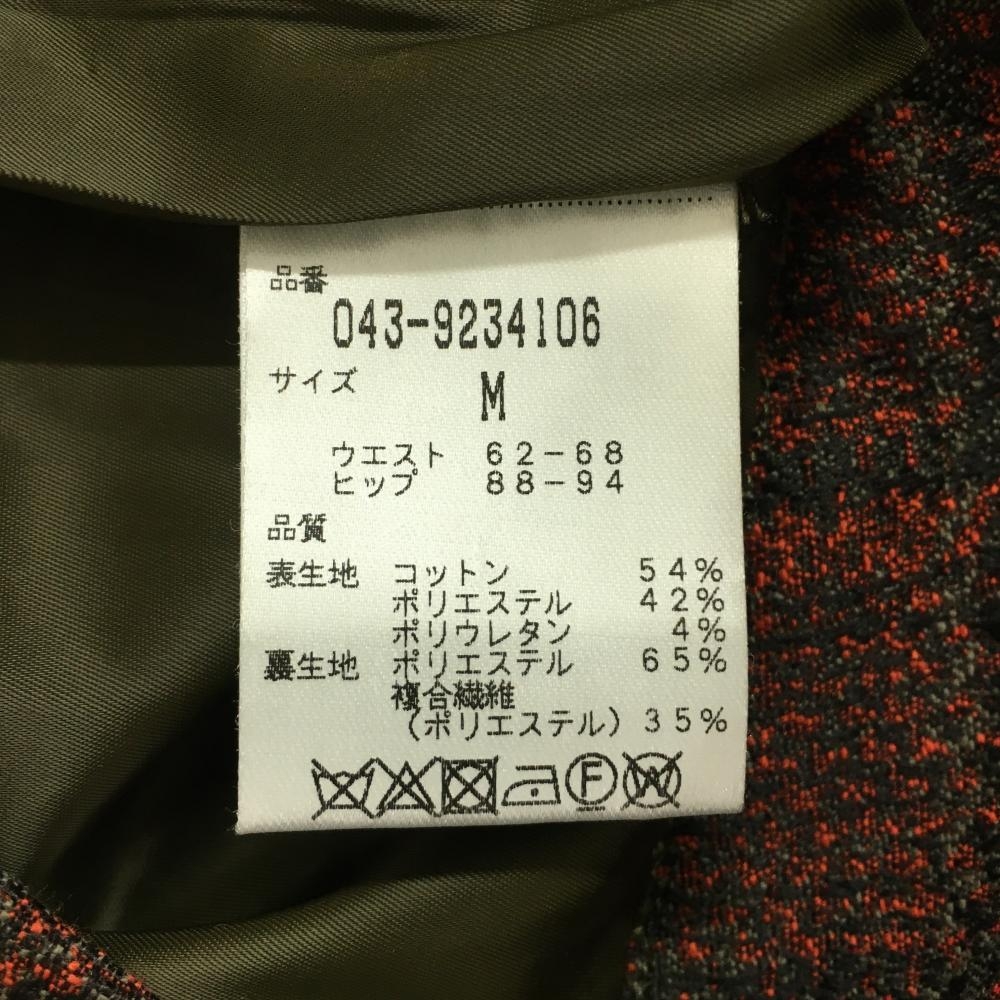 品番
043-9234106
サイズ
M
ウエスト 62-68
ヒップ 88-94
品質
表生地 コットン 54%
ポリエステル 42%
ポリウレタン 4%
裏生地 ポリエステル 65%
複合繊維
(ポリエステル) 35%
F W